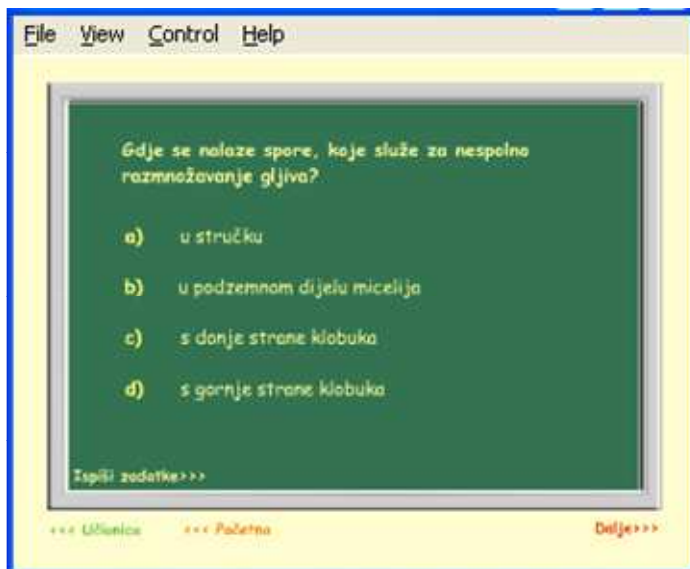 File View Control Help
Gdje se nalaze spore, koje služe za nespolno
razmnožavanje gljiva?
a) u stručku
b) u podzemnom dijelu micelija
c) s donje strane klobuka
d) s gornje strane klobuka
Ispiši zadatke>>>
<<< Učionica <<< Početna Dalje>>>